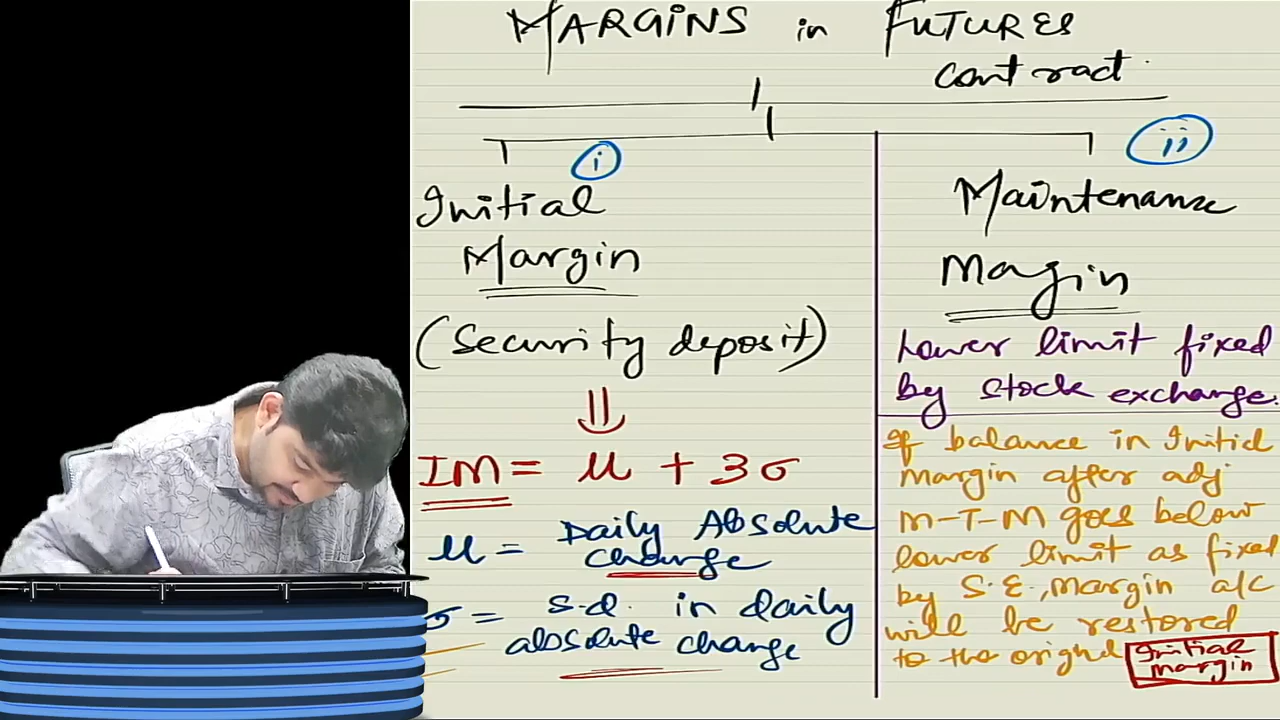 MARGINS in FUTURES
contract
i
ii
Initial
Margin
(Security deposit)
⇓
IM = μ + 3σ
μ = Daily Absolute
change
σ = s.d. in daily
absolute change
Maintenance
Margin
Lower limit fixed
by stock exchange.
If balance in Initial
margin after adj
M-T-M goes below
lower limit as fixed
by S.E., Margin a/c
will be restored
to the original
Initial
margin